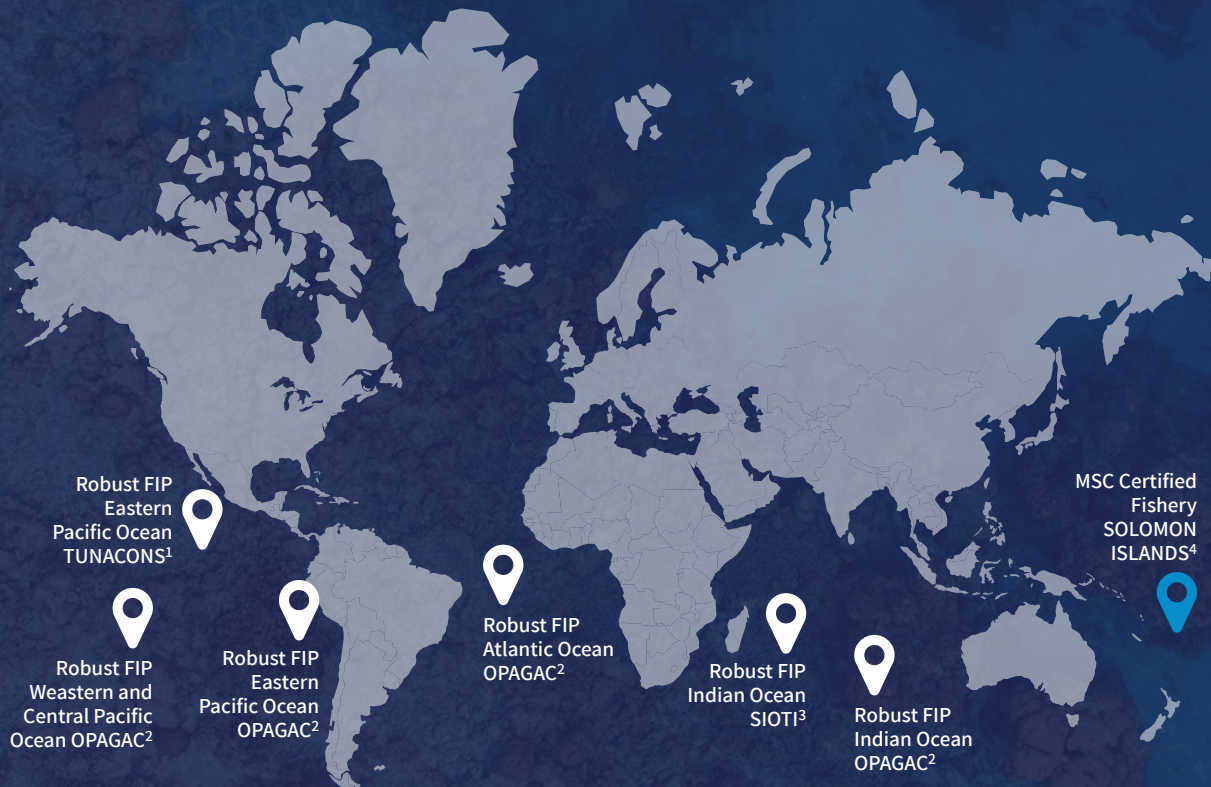 Robust FIP
Eastern
Pacific Ocean
TUNACONS¹
Robust FIP
Weastern and
Central Pacific
Ocean OPAGAC²
Robust FIP
Eastern
Pacific Ocean
OPAGAC²
Robust FIP
Atlantic Ocean
OPAGAC²
Robust FIP
Indian Ocean
SIOTI³
Robust FIP
Indian Ocean
OPAGAC²
MSC Certified
Fishery
SOLOMON
ISLANDS⁴